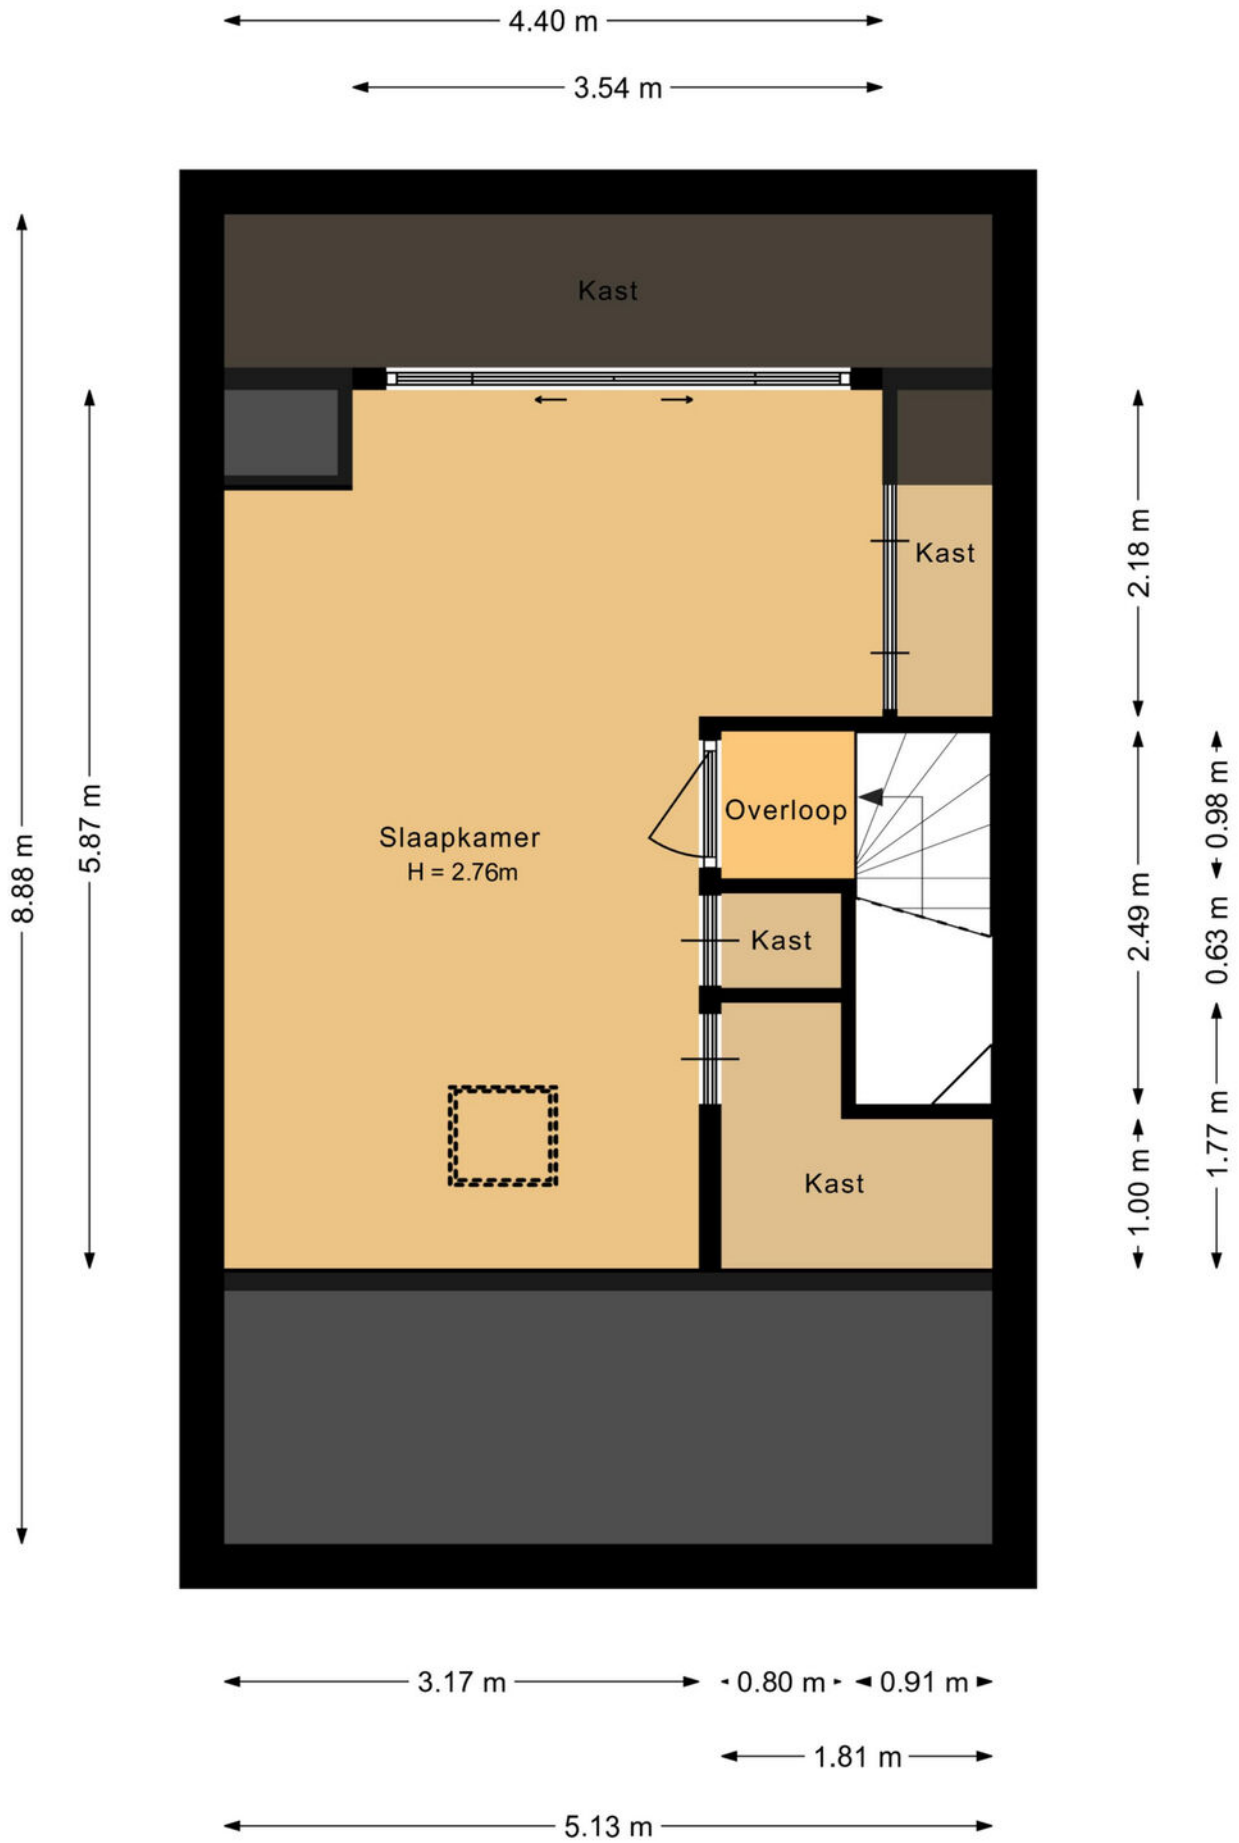 4.40 m
3.54 m
Kast
Kast
2.18 m
0.98 m
Overloop
Slaapkamer
H = 2.76m
8.88 m
5.87 m
2.49 m
0.63 m
Kast
1.77 m
Kast
1.00 m
3.17 m
0.80 m
0.91 m
1.81 m
5.13 m